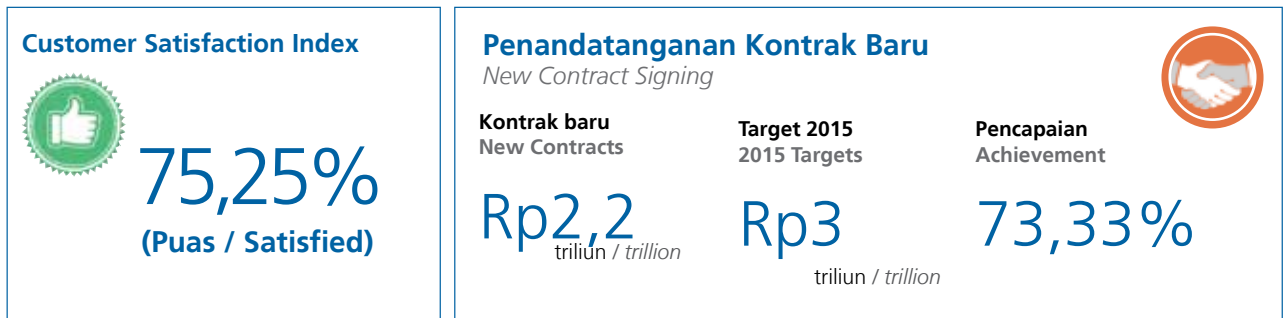 Customer Satisfaction Index
75,25%
(Puas / Satisfied)
Penandatanganan Kontrak Baru
New Contract Signing
Kontrak baru
New Contracts
Rp2,2
triliun / trillion
Target 2015
2015 Targets
Rp3
triliun / trillion
Pencapaian
Achievement
73,33%